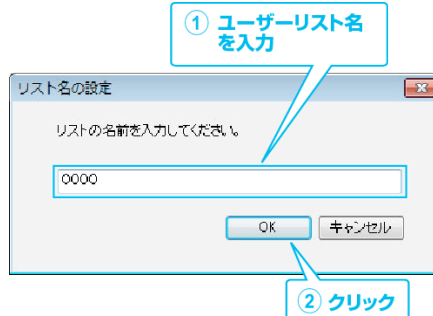 ① ユーザーリスト名
を入力
リスト名の設定
リストの名前を入力してください。
0000
OK
キャンセル
② クリック